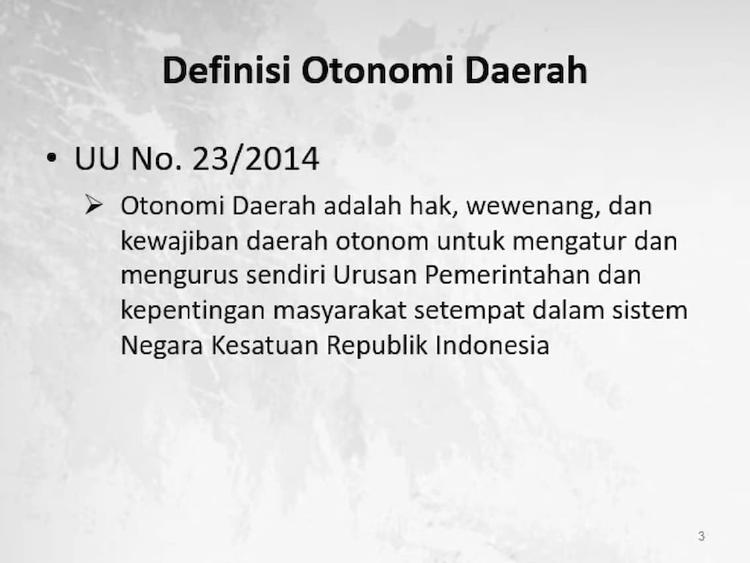 Definisi Otonomi Daerah
• UU No. 23/2014
➢ Otonomi Daerah adalah hak, wewenang, dan
kewajiban daerah otonom untuk mengatur dan
mengurus sendiri Urusan Pemerintahan dan
kepentingan masyarakat setempat dalam sistem
Negara Kesatuan Republik Indonesia
3